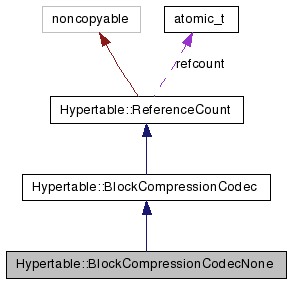 noncopyable
atomic_t
refcount
Hypertable::ReferenceCount
Hypertable::BlockCompressionCodec
Hypertable::BlockCompressionCodecNone